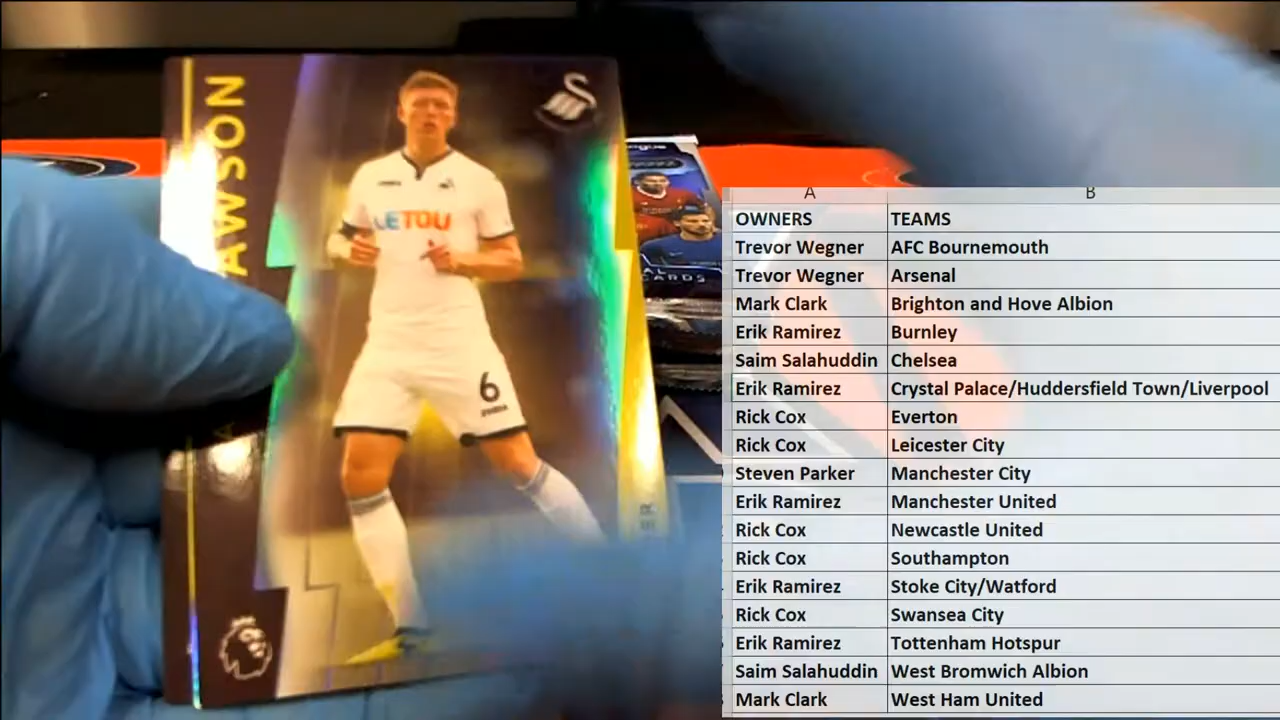 AWSON
LETOU
6
ER
CARDS
A B
OWNERS TEAMS
Trevor Wegner AFC Bournemouth
Trevor Wegner Arsenal
Mark Clark Brighton and Hove Albion
Erik Ramirez Burnley
Saim Salahuddin Chelsea
Erik Ramirez Crystal Palace/Huddersfield Town/Liverpool
Rick Cox Everton
Rick Cox Leicester City
Steven Parker Manchester City
Erik Ramirez Manchester United
Rick Cox Newcastle United
Rick Cox Southampton
Erik Ramirez Stoke City/Watford
Rick Cox Swansea City
Erik Ramirez Tottenham Hotspur
Saim Salahuddin West Bromwich Albion
Mark Clark West Ham United